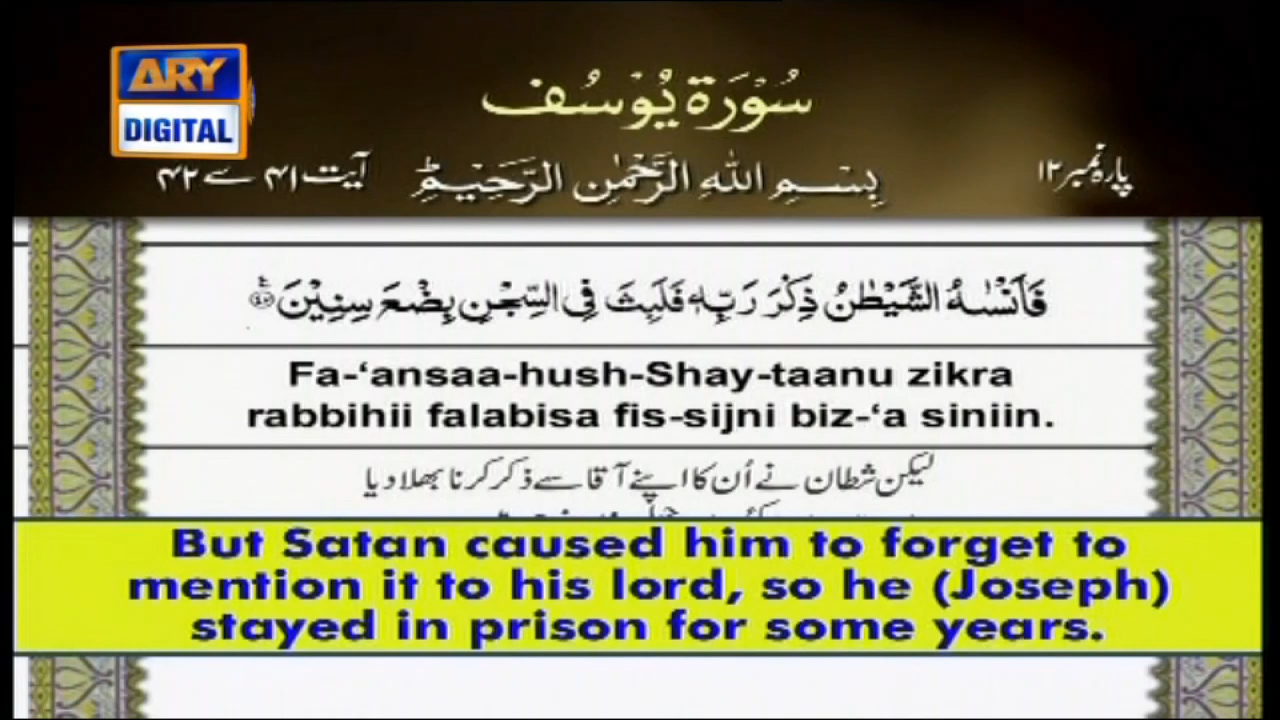 ARY
DIGITAL
سُوْرَة يُوْسُف
پارہ نمبر ۱۲
بِسْمِ اللهِ الرَّحْمٰنِ الرَّحِيْمِ
آیت ۴۱ سے ۴۲
فَاَنْسٰىهُ الشَّيْطٰنُ ذِكْرَ رَبِّهٖ فَلَبِثَ فِى السِّجْنِ بِضْعَ سِنِيْنَ ؕ ﴿۴۲﴾
Fa-‘ansaa-hush-Shay-taanu zikra
rabbihii falabisa fis-sijni biz-‘a siniin.
لیکن شطان نے اُن کا اپنے آقا سے ذکر کرنا بھلا دیا
But Satan caused him to forget to
mention it to his lord, so he (Joseph)
stayed in prison for some years.